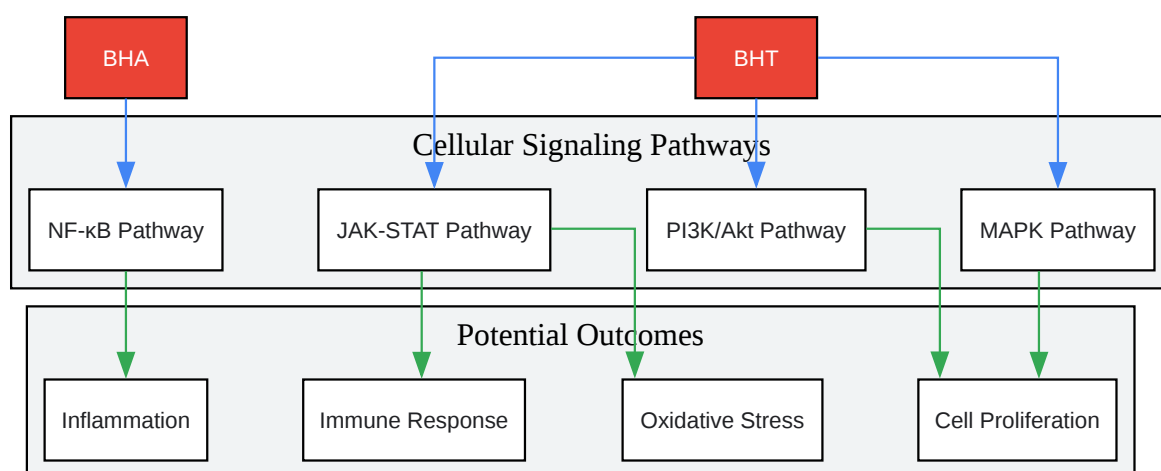 BHA
BHT
Cellular Signaling Pathways
NF-κB Pathway
JAK-STAT Pathway
PI3K/Akt Pathway
MAPK Pathway
Potential Outcomes
Inflammation
Immune Response
Oxidative Stress
Cell Proliferation